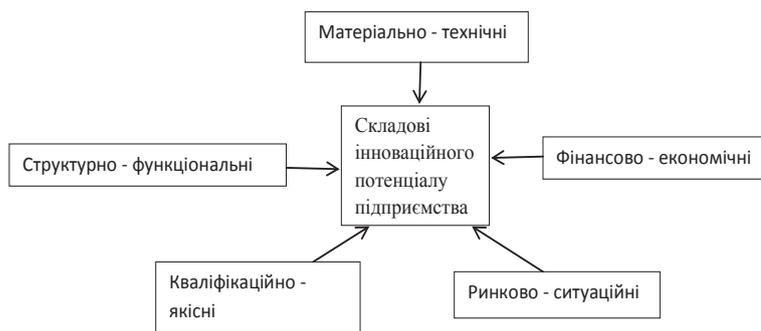 Матеріально - технічні
Складові
інноваційного
потенціалу
підприємства
Структурно - функціональні
Фінансово - економічні
Кваліфікаційно -
якісні
Ринково - ситуаційні